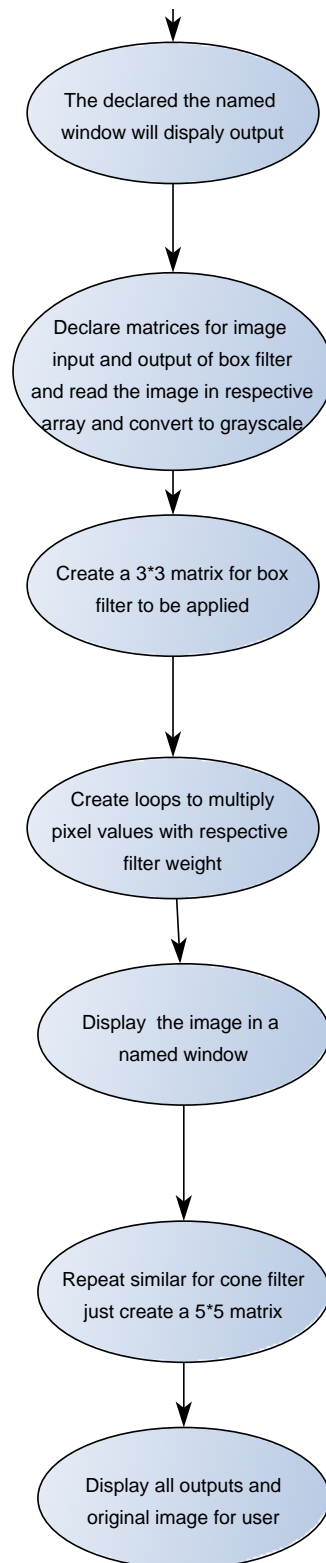 The declared the named
window will dispaly output
Declare matrices for image
input and output of box filter
and read the image in respective
array and convert to grayscale
Create a 3*3 matrix for box
filter to be applied
Create loops to multiply
pixel values with respective
filter weight
Display the image in a
named window
Repeat similar for cone filter
just create a 5*5 matrix
Display all outputs and
original image for user